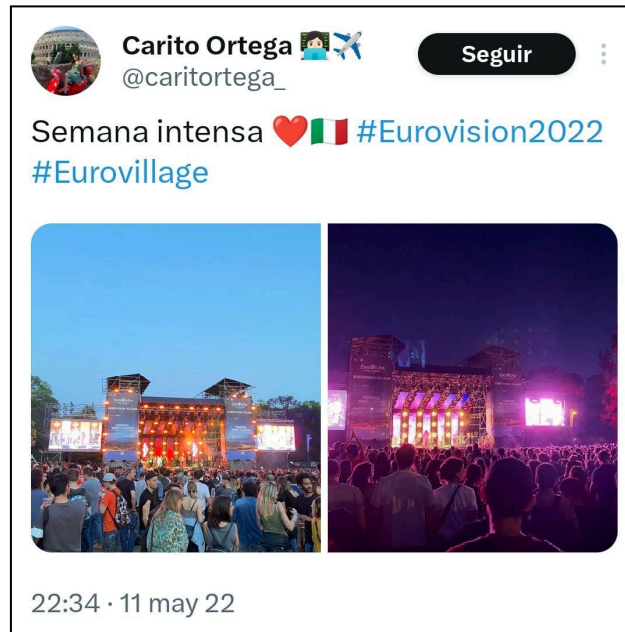 Carito Ortega 👩🏻‍💻✈️
@caritortega_
Seguir
Semana intensa ❤️🇮🇹 #Eurovision2022
#Eurovillage
22:34 · 11 may 22